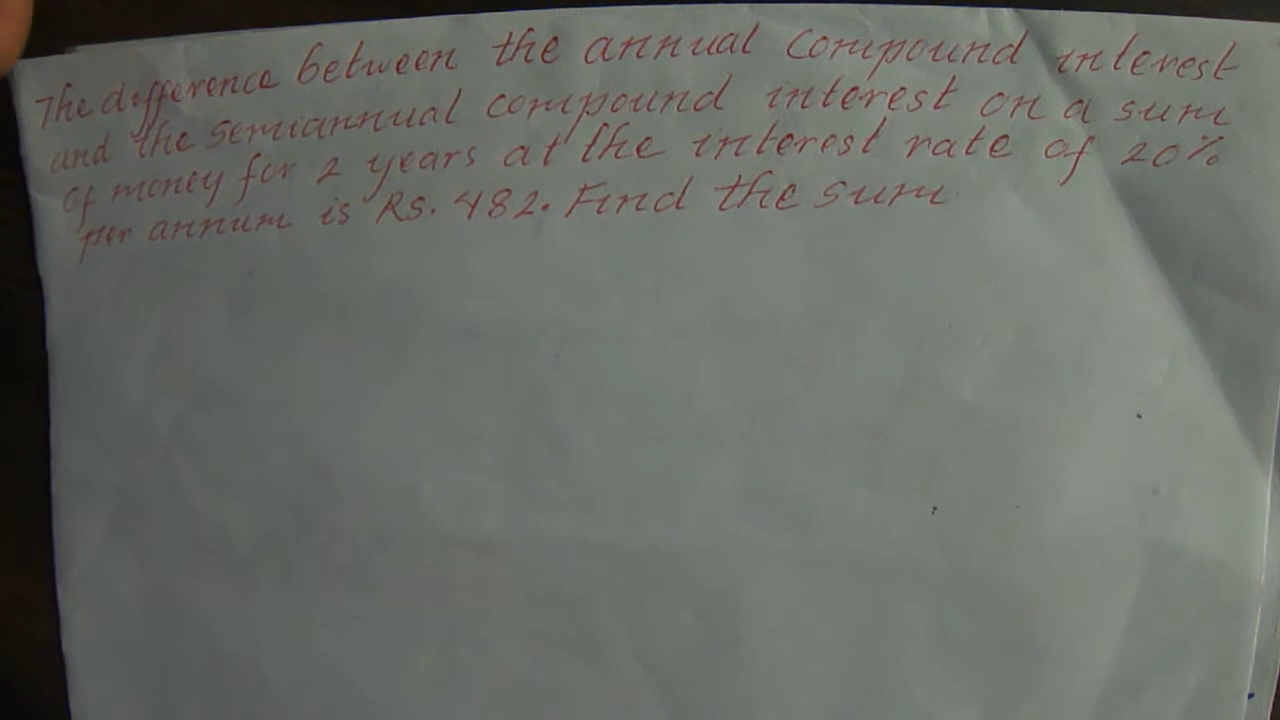 The difference between the annual compound interest
and the semiannual compound interest on a sum
of money for 2 years at the interest rate of 20%
per annum is Rs. 482. Find the sum.